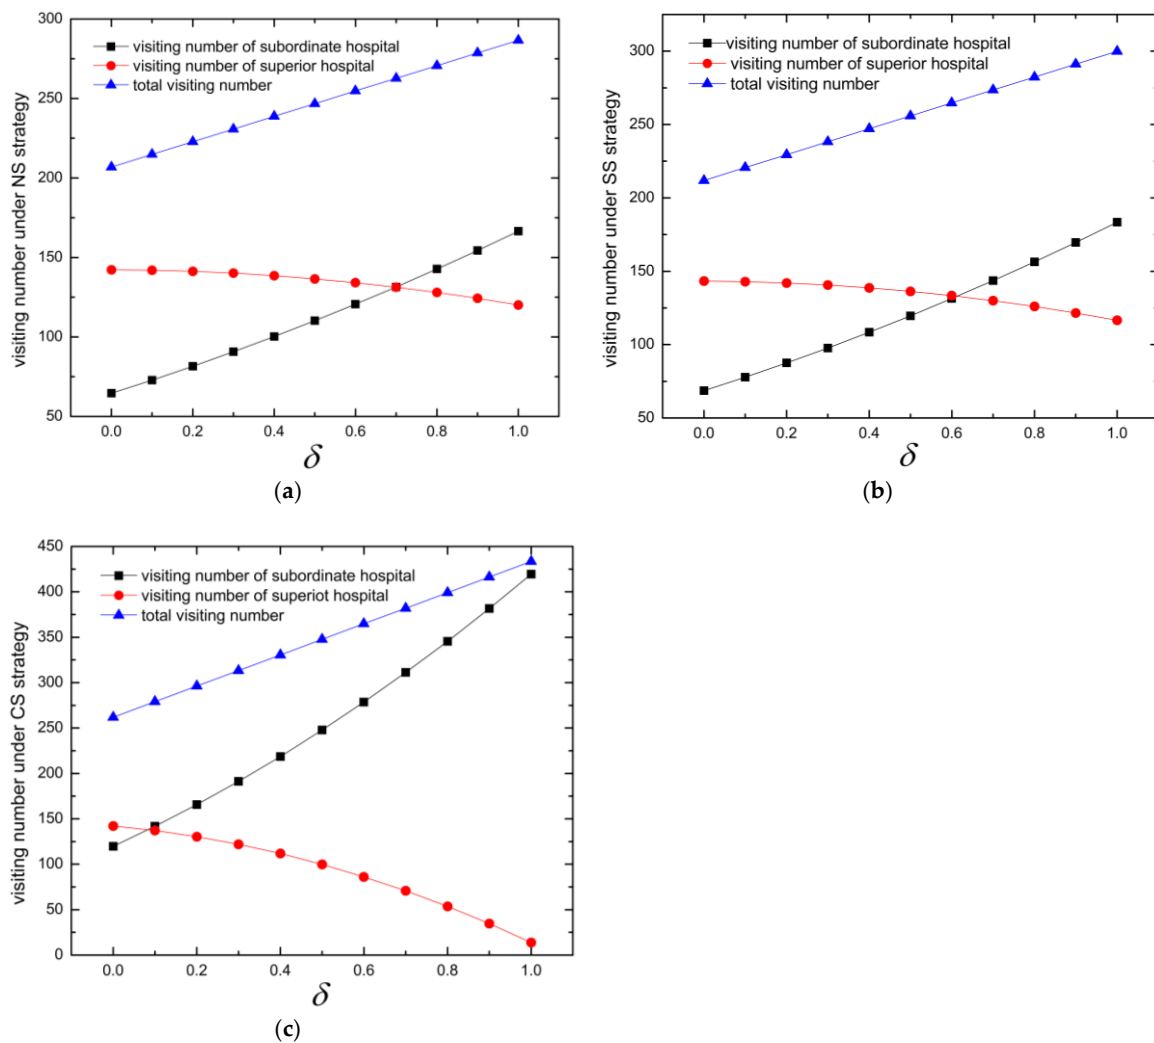 300
250
200
150
100
50
visiting number under NS strategy
visiting number of subordinate hospital
visiting number of superior hospital
total visiting number
0.0 0.2 0.4 0.6 0.8 1.0
δ
(a)
300
250
200
150
100
50
visiting number under SS strategy
visiting number of subordinate hospital
visiting number of superior hospital
total visiting number
0.0 0.2 0.4 0.6 0.8 1.0
δ
(b)
450
400
350
300
250
200
150
100
50
0
visiting number under CS strategy
visiting number of subordinate hospital
visiting number of superiot hospital
total visiting number
0.0 0.2 0.4 0.6 0.8 1.0
δ
(c)